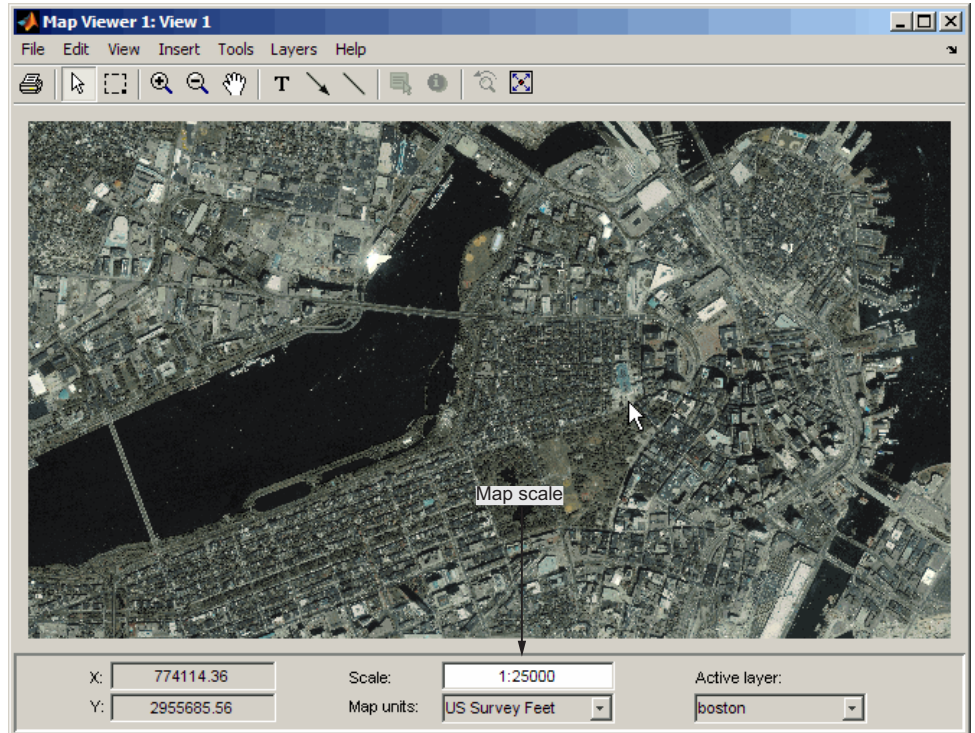 Map Viewer 1: View 1
File Edit View Insert Tools Layers Help
T
Map scale
X: 774114.36 Scale: 1:25000 Active layer:
Y: 2955685.56 Map units: US Survey Feet boston